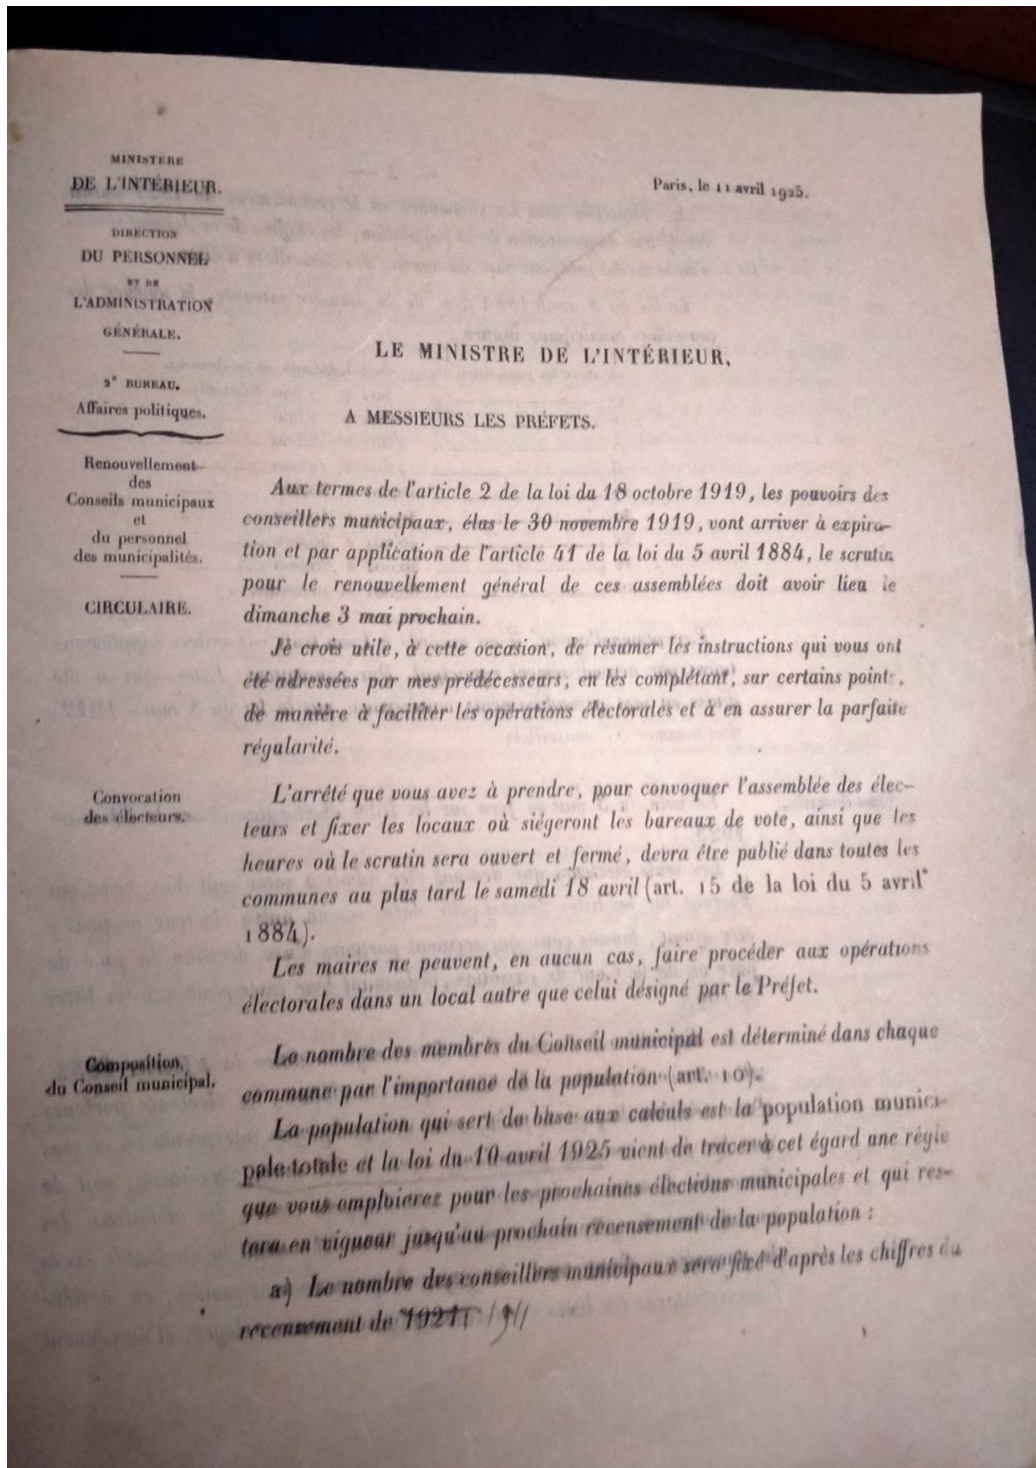 MINISTÈRE
DE L'INTÉRIEUR.
DIRECTION
DU PERSONNEL
ET DE
L'ADMINISTRATION
GÉNÉRALE.
2e BUREAU.
Affaires politiques.
Renouvellement
des
Conseils municipaux
et
du personnel
des municipalités.
CIRCULAIRE.
Paris, le 11 avril 1925.
LE MINISTRE DE L'INTÉRIEUR,
A MESSIEURS LES PRÉFETS.
Aux termes de l'article 2 de la loi du 18 octobre 1919, les pouvoirs des
conseillers municipaux, élus le 30 novembre 1919, vont arriver à expira-
tion et par application de l'article 41 de la loi du 5 avril 1884, le scrutin
pour le renouvellement général de ces assemblées doit avoir lieu le
dimanche 3 mai prochain.
Je crois utile, à cette occasion, de résumer les instructions qui vous ont
été adressées par mes prédécesseurs, en les complétant, sur certains points,
de manière à faciliter les opérations électorales et à en assurer la parfaite
régularité.
Convocation
des électeurs.
L'arrêté que vous avez à prendre, pour convoquer l'assemblée des élec-
teurs et fixer les locaux où siégeront les bureaux de vote, ainsi que les
heures où le scrutin sera ouvert et fermé, devra être publié dans toutes les
communes au plus tard le samedi 18 avril (art. 15 de la loi du 5 avril
1884).
Les maires ne peuvent, en aucun cas, faire procéder aux opérations
électorales dans un local autre que celui désigné par le Préfet.
Composition
du Conseil municipal.
Le nombre des membres du Conseil municipal est déterminé dans chaque
commune par l'importance de la population (art. 10).
La population qui sert de base aux calculs est la population munici-
pale totale et la loi du 10 avril 1925 vient de tracer à cet égard une règle
que vous emploierez pour les prochaines élections municipales et qui res-
tera en vigueur jusqu'au prochain recensement de la population :
a) Le nombre des conseillers municipaux sera fixé d'après les chiffres du
recensement de 1921